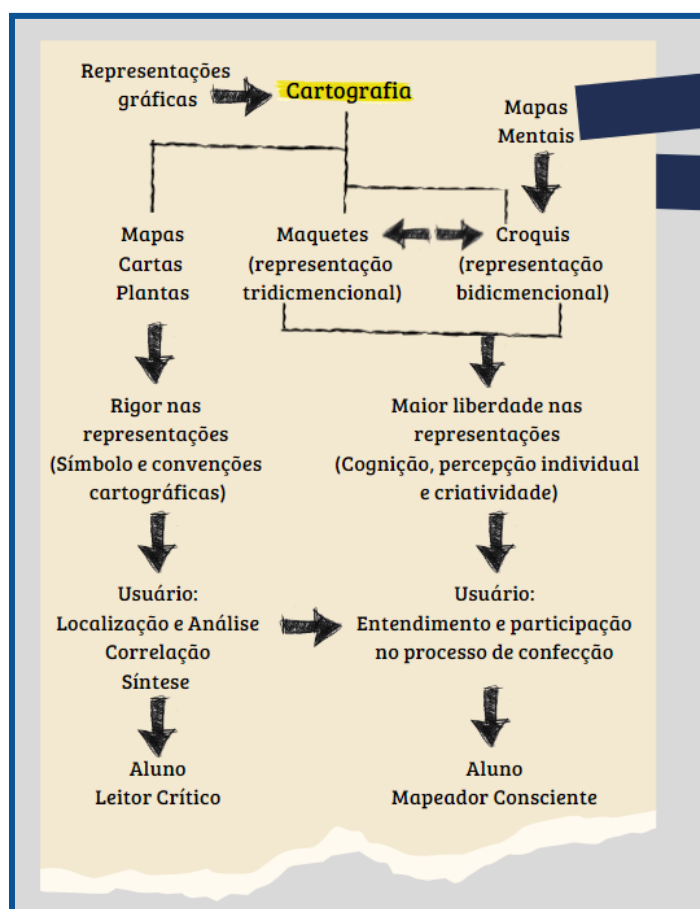 Representações
gráficas
Cartografia
Mapas
Mentais
Mapas
Cartas
Plantas
Maquetes
(representação
tridicmencional)
Croquis
(representação
bidicmencional)
Rigor nas
representações
(Símbolo e convenções
cartográficas)
Maior liberdade nas
representações
(Cognição, percepção individual
e criatividade)
Usuário:
Localização e Análise
Correlação
Síntese
Usuário:
Entendimento e participação
no processo de confecção
Aluno
Leitor Crítico
Aluno
Mapeador Consciente